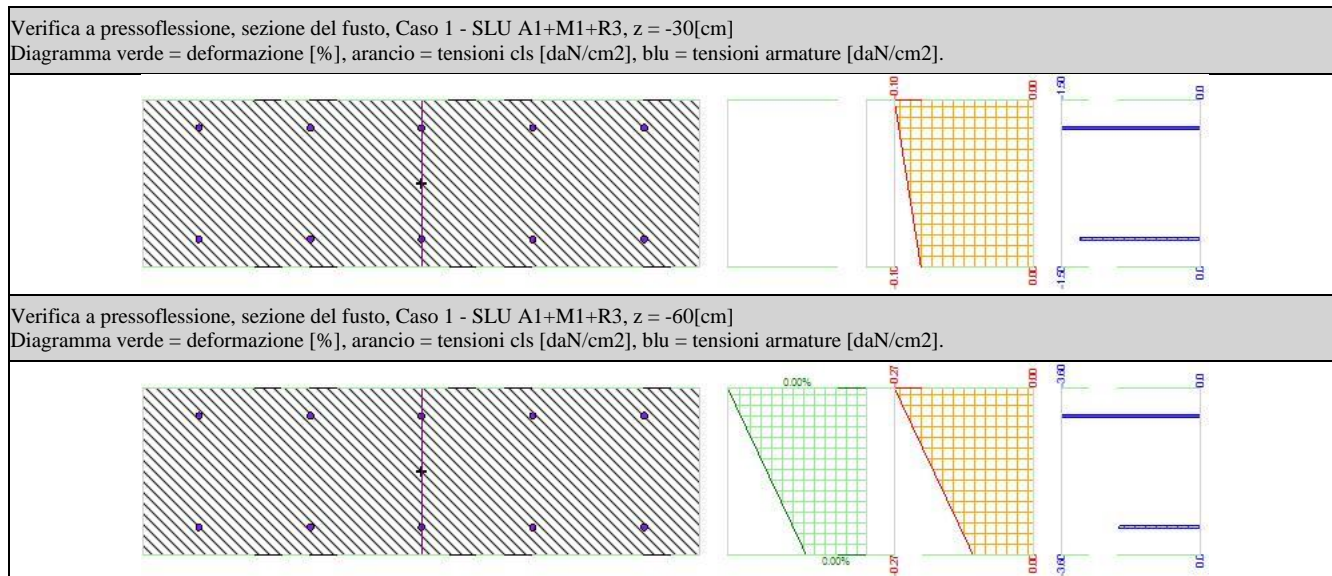 Verifica a pressoflessione, sezione del fusto, Caso 1 - SLU A1+M1+R3, z = -30[cm]
Diagramma verde = deformazione [%], arancio = tensioni cls [daN/cm2], blu = tensioni armature [daN/cm2].
-0.10 0.00 -1.50 0.0
-0.10 0.00 -1.50 0.0
Verifica a pressoflessione, sezione del fusto, Caso 1 - SLU A1+M1+R3, z = -60[cm]
Diagramma verde = deformazione [%], arancio = tensioni cls [daN/cm2], blu = tensioni armature [daN/cm2].
0.00% -0.27 0.00 -3.60 0.0
0.00% -0.27 0.00 -3.60 0.0